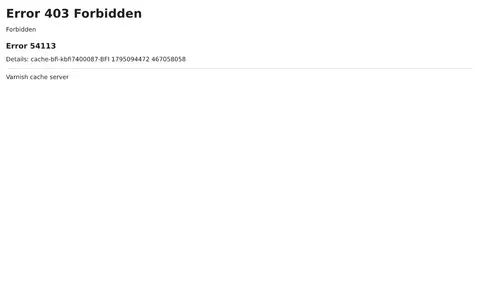 Error 403 Forbidden
Forbidden
Error 54113
Details: cache-bfi-kbfi7400087-BFI 1795094472 467058058
Varnish cache server